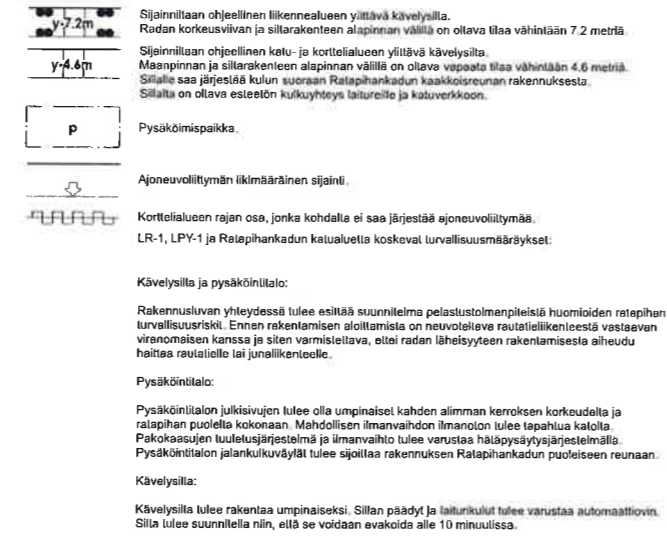 y-7.2m
Sijainniltaan ohjeellinen liikennealueen ylittävä kävelysilta.
Radan korkeusviivan ja siltarakenteen alapinnan välillä on oltava tilaa vähintään 7.2 metriä.
y-4.6m
Sijainniltaan ohjeellinen katu- ja korttelialueen ylittävä kävelysilta.
Maanpinnan ja siltarakenteen alapinnan välillä on oltava vapaata tilaa vähintään 4.6 metriä.
Sillalle saa järjestää kulun suoraan Ratapihankadun kaakkoisreunan rakennuksesta.
Sillalta on oltava esteetön kulkuyhteys laitureille ja katuverkkoon.
p
Pysäköimispaikka.
Ajoneuvoliittymän likimääräinen sijainti.
Korttelialueen rajan osa, jonka kohdalla ei saa järjestää ajoneuvoliittymää.
LR-1, LPY-1 ja Ratapihankadun katualuetta koskevat turvallisuusmääräykset:
Kävelysilta ja pysäköintitalo:
Rakennusluvan yhteydessä tulee esittää suunnitelma pelastustoimenpiteistä huomioiden ratapihan
turvallisuusriskit. Ennen rakentamisen aloittamista on neuvoteltava rautatieliikenteestä vastaavan
viranomaisen kanssa ja siten varmistettava, ettei radan läheisyyteen rakentamisesta aiheudu
haittaa rautatielle tai junaliikenteelle.
Pysäköintitalo:
Pysäköintitalon julkisivujen tulee olla umpinaiset kahden alimman kerroksen korkeudelta ja
ratapihan puolelta kokonaan. Mahdollisen ilmanvaihdon ilmanoton tulee tapahtua katolta.
Pakokaasujen tuuletusjärjestelmä ja ilmanvaihto tulee varustaa hätäpysäytysjärjestelmällä.
Pysäköintitalon jalankulkuväylät tulee sijoittaa rakennuksen Ratapihankadun puoleiseen reunaan.
Kävelysilta:
Kävelysilta tulee rakentaa umpinaiseksi. Sillan päädyt ja laiturikulut tulee varustaa automaattiovin.
Silta tulee suunnitella niin, että se voidaan evakuoida alle 10 minuutissa.